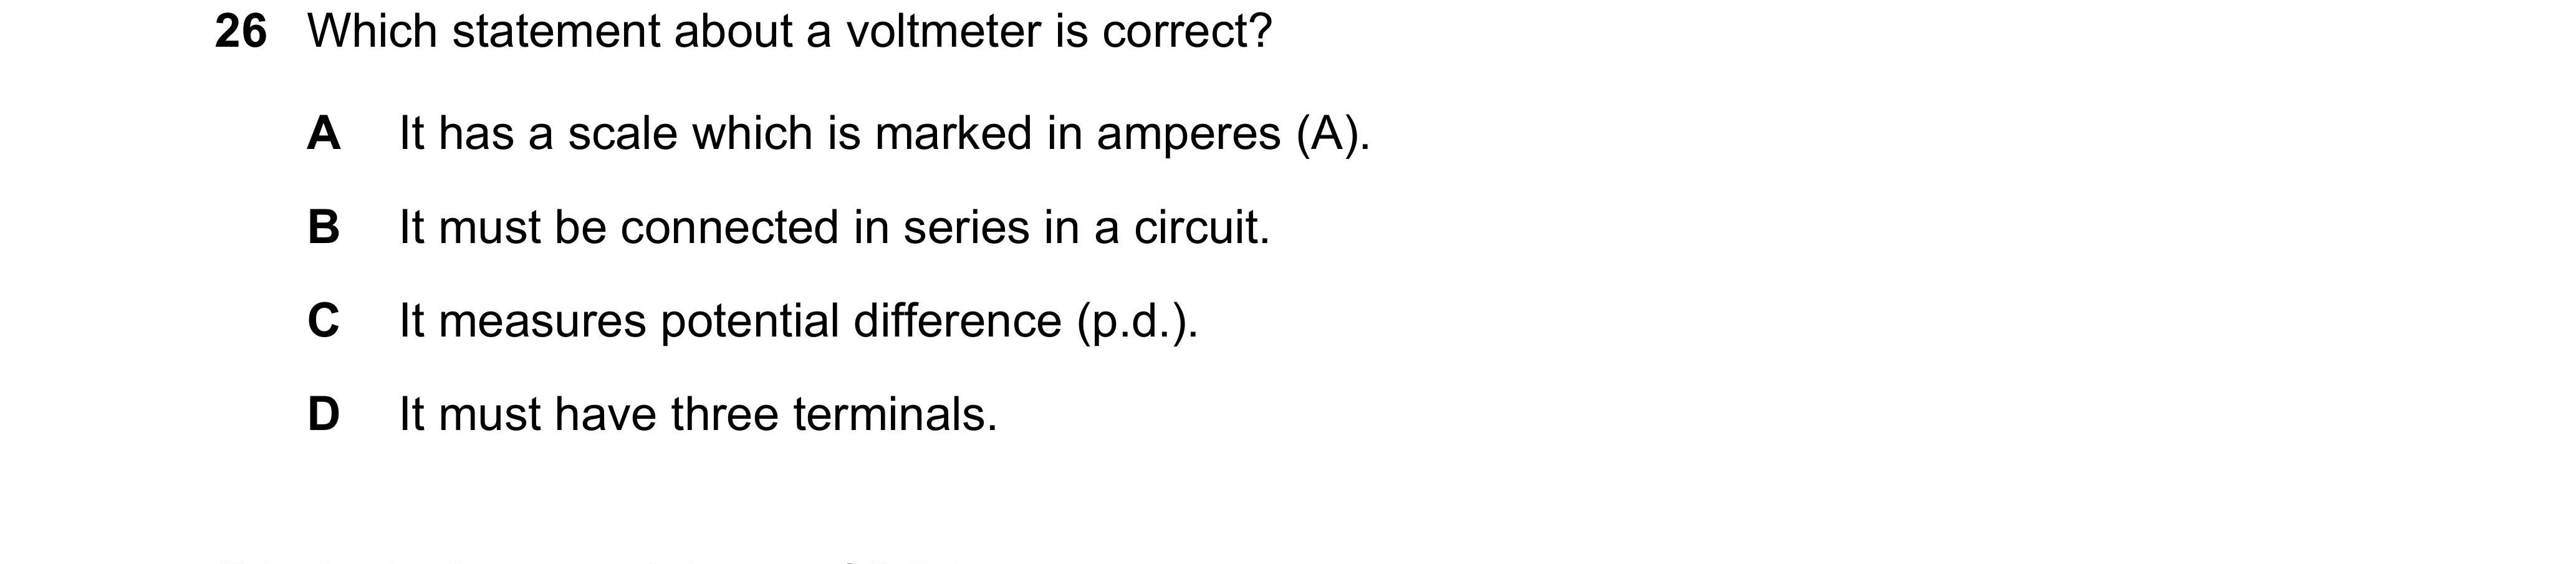 26 Which statement about a voltmeter is correct?
A It has a scale which is marked in amperes (A).
B It must be connected in series in a circuit.
C It measures potential difference (p.d.).
D It must have three terminals.